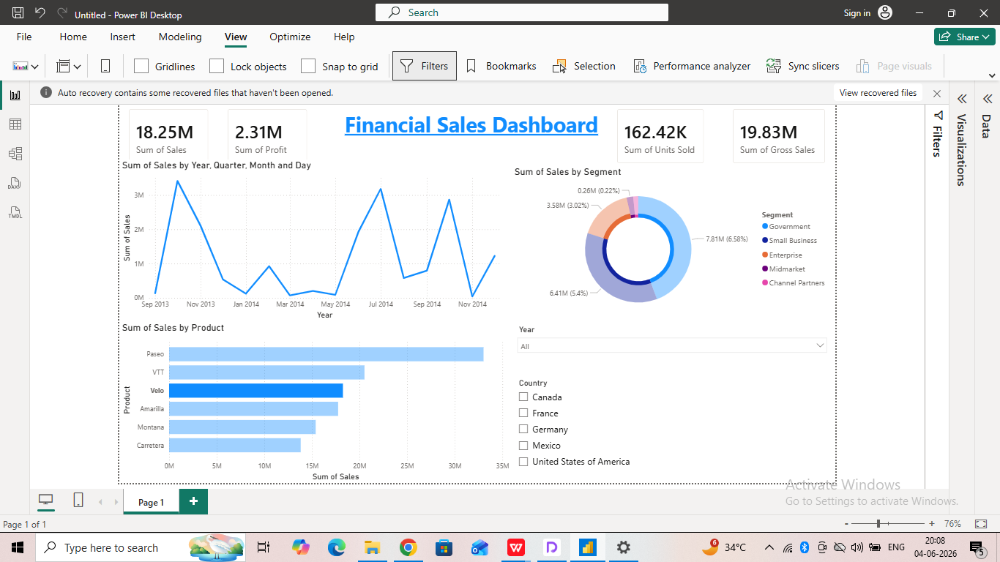 Untitled - Power BI Desktop
Search
Sign in
File Home Insert Modeling View Optimize Help
Share
Gridlines Lock objects Snap to grid Filters Bookmarks Selection Performance analyzer Sync slicers Page visuals
Auto recovery contains some recovered files that haven't been opened.
View recovered files
DAX
TMDL
18.25M
Sum of Sales
2.31M
Sum of Profit
Financial Sales Dashboard
162.42K
Sum of Units Sold
19.83M
Sum of Gross Sales
Filters
Visualizations
Data
Sum of Sales by Year, Quarter, Month and Day
Sum of Sales
3M
2M
1M
0M
Sep 2013 Nov 2013 Jan 2014 Mar 2014 May 2014 Jul 2014 Sep 2014 Nov 2014
Year
Sum of Sales by Segment
0.26M (0.22%)
3.58M (3.02%)
7.81M (6.58%)
6.41M (5.4%)
Segment
Government
Small Business
Enterprise
Midmarket
Channel Partners
Sum of Sales by Product
Product
Paseo
VTT
Velo
Amarilla
Montana
Carretera
0M 5M 10M 15M 20M 25M 30M 35M
Sum of Sales
Year
All
Country
Canada
France
Germany
Mexico
United States of America
Activate Windows
Go to Settings to activate Windows.
Page 1
+
Page 1 of 1
- + 76%
Type here to search
W
D
6
34°C
ENG
20:08
04-06-2026
5